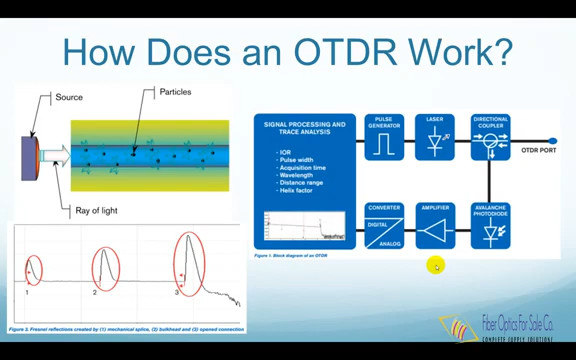 How Does an OTDR Work?
Source
Particles
Ray of light
1
2
3
Figure 2. Fresnel reflections created by (1) mechanical splice, (2) bulkhead and (3) opened connection
SIGNAL PROCESSING AND
TRACE ANALYSIS
- IOR
- Pulse width
- Acquisition time
- Wavelength
- Distance range
- Helix factor
PULSE
GENERATOR
LASER
DIRECTIONAL
COUPLER
OTDR PORT
CONVERTER
DIGITAL
ANALOG
AMPLIFIER
AVALANCHE
PHOTODIODE
Figure 1. Block diagram of an OTDR
Fiber Optics For Sale Co.
COMPLETE SUPPLY SOLUTIONS